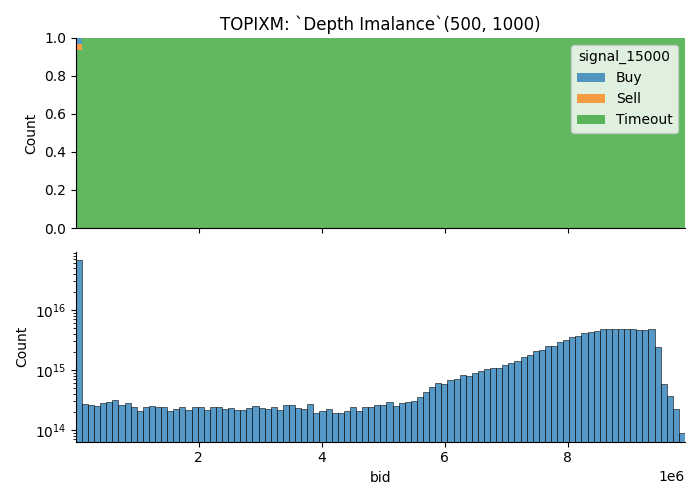 TOPIXM: `Depth Imalance`(500, 1000)
1.0
0.8
0.6
0.4
0.2
0.0
Count
signal_15000
Buy
Sell
Timeout
10^16
10^15
10^14
Count
2
4
6
8
1e6
bid